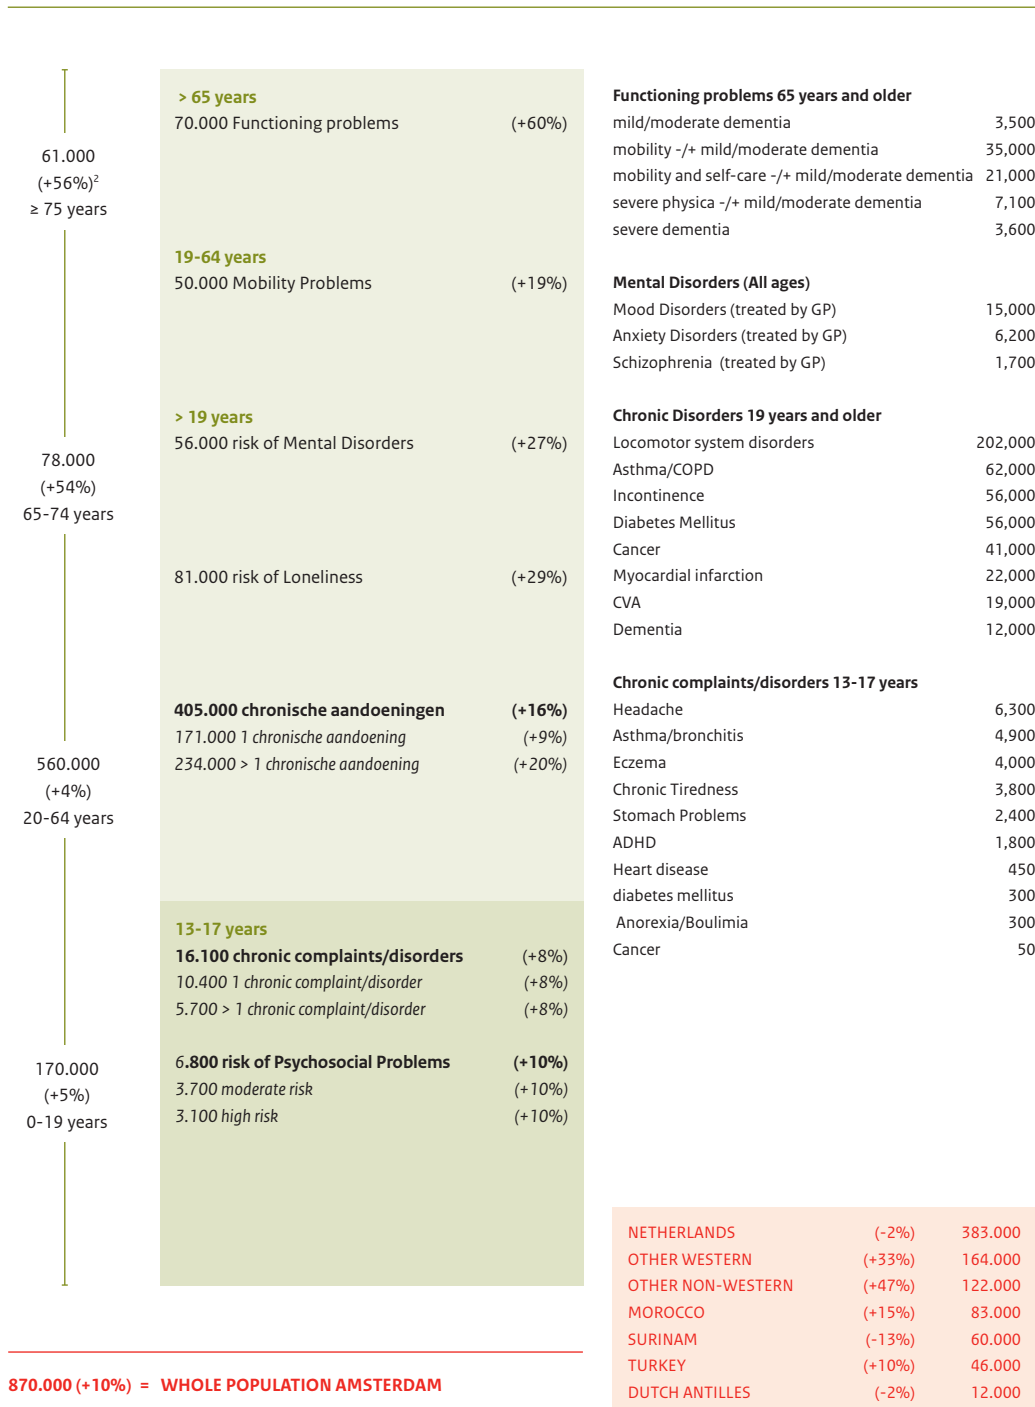 61.000
(+56%)²
≥ 75 years
78.000
(+54%)
65-74 years
560.000
(+4%)
20-64 years
170.000
(+5%)
0-19 years
> 65 years
70.000 Functioning problems (+60%)
19-64 years
50.000 Mobility Problems (+19%)
> 19 years
56.000 risk of Mental Disorders (+27%)
81.000 risk of Loneliness (+29%)
405.000 chronische aandoeningen (+16%)
171.000 1 chronische aandoening (+9%)
234.000 > 1 chronische aandoening (+20%)
13-17 years
16.100 chronic complaints/disorders (+8%)
10.400 1 chronic complaint/disorder (+8%)
5.700 > 1 chronic complaint/disorder (+8%)
6.800 risk of Psychosocial Problems (+10%)
3.700 moderate risk (+10%)
3.100 high risk (+10%)
870.000 (+10%) = WHOLE POPULATION AMSTERDAM
Functioning problems 65 years and older
mild/moderate dementia 3,500
mobility -/+ mild/moderate dementia 35,000
mobility and self-care -/+ mild/moderate dementia 21,000
severe physica -/+ mild/moderate dementia 7,100
severe dementia 3,600
Mental Disorders (All ages)
Mood Disorders (treated by GP) 15,000
Anxiety Disorders (treated by GP) 6,200
Schizophrenia (treated by GP) 1,700
Chronic Disorders 19 years and older
Locomotor system disorders 202,000
Asthma/COPD 62,000
Incontinence 56,000
Diabetes Mellitus 56,000
Cancer 41,000
Myocardial infarction 22,000
CVA 19,000
Dementia 12,000
Chronic complaints/disorders 13-17 years
Headache 6,300
Asthma/bronchitis 4,900
Eczema 4,000
Chronic Tiredness 3,800
Stomach Problems 2,400
ADHD 1,800
Heart disease 450
diabetes mellitus 300
Anorexia/Boulimia 300
Cancer 50
NETHERLANDS (-2%) 383.000
OTHER WESTERN (+33%) 164.000
OTHER NON-WESTERN (+47%) 122.000
MOROCCO (+15%) 83.000
SURINAM (-13%) 60.000
TURKEY (+10%) 46.000
DUTCH ANTILLES (-2%) 12.000